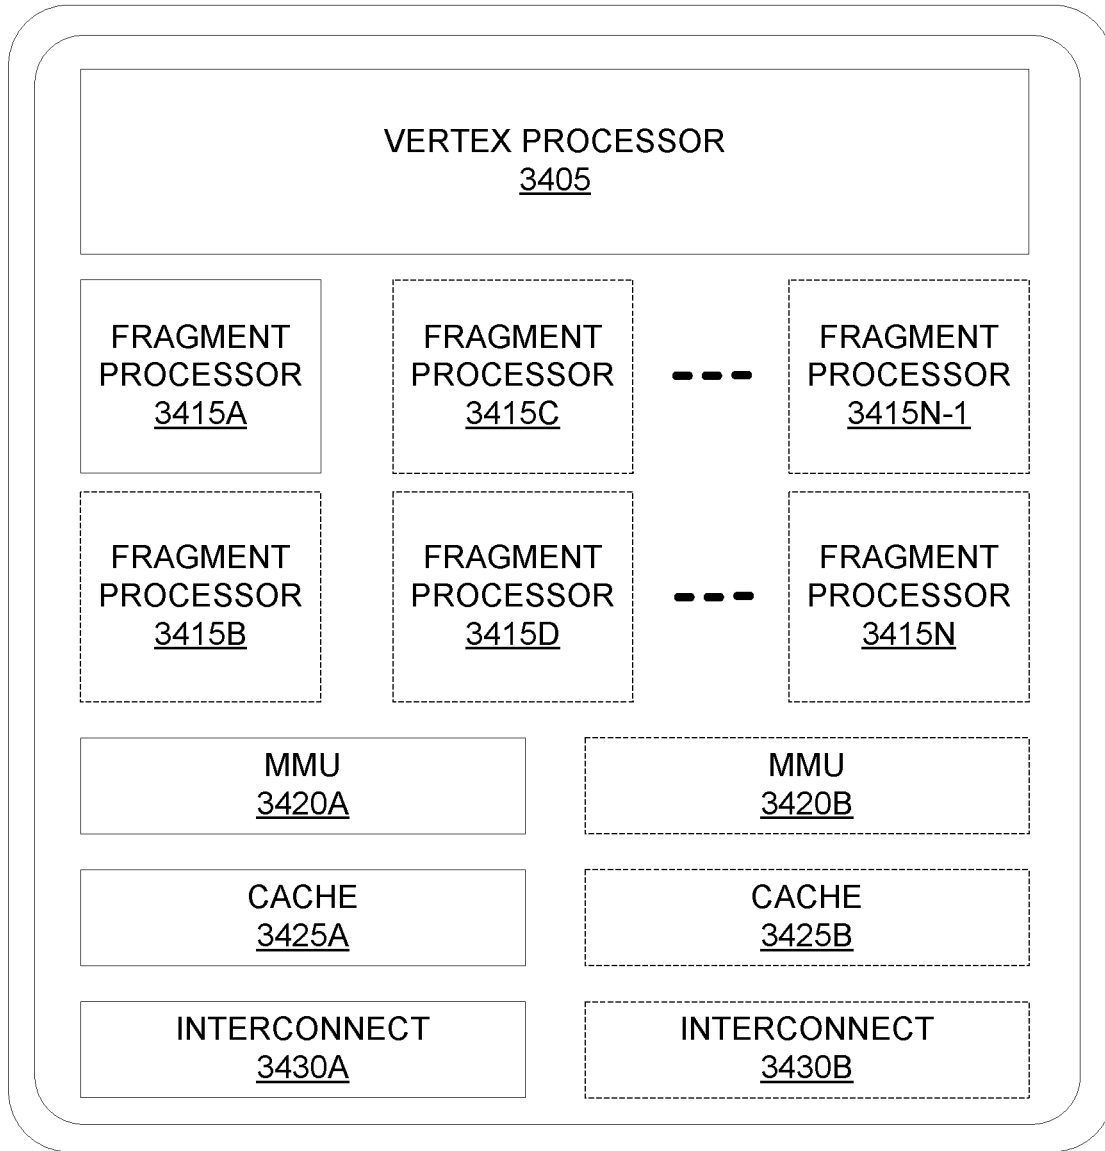 VERTEX PROCESSOR
3405
FRAGMENT
PROCESSOR
3415A
FRAGMENT
PROCESSOR
3415C
FRAGMENT
PROCESSOR
3415N-1
FRAGMENT
PROCESSOR
3415B
FRAGMENT
PROCESSOR
3415D
FRAGMENT
PROCESSOR
3415N
MMU
3420A
MMU
3420B
CACHE
3425A
CACHE
3425B
INTERCONNECT
3430A
INTERCONNECT
3430B